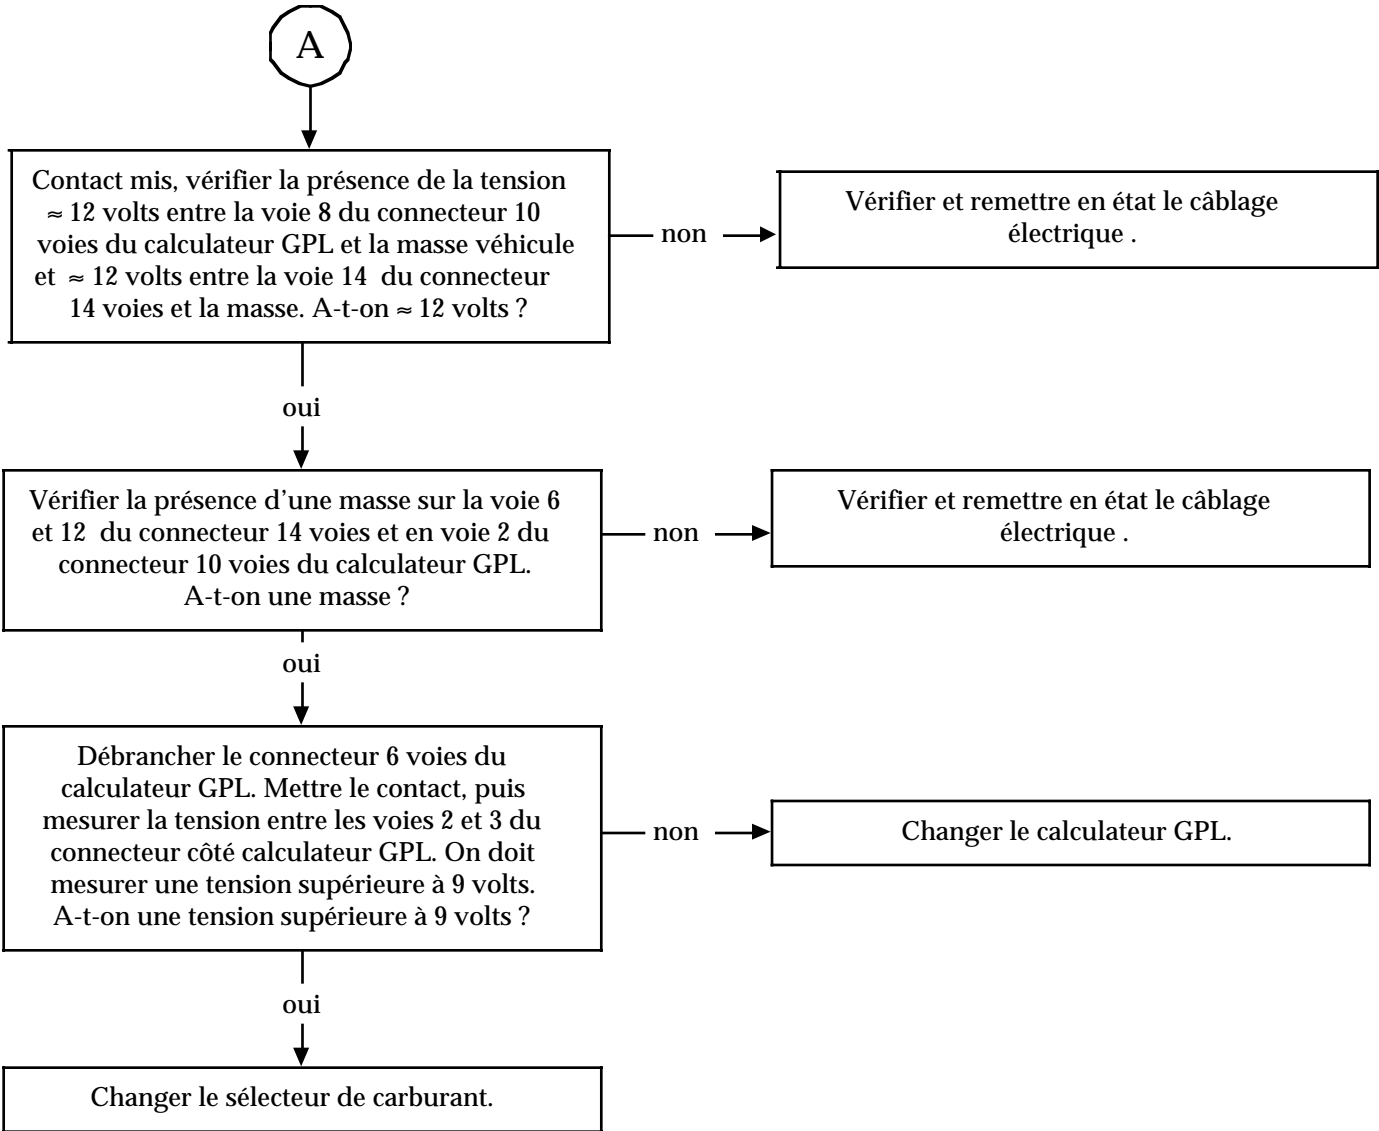 A
Contact mis, vérifier la présence de la tension
≈ 12 volts entre la voie 8 du connecteur 10
voies du calculateur GPL et la masse véhicule
et ≈ 12 volts entre la voie 14 du connecteur
14 voies et la masse. A-t-on ≈ 12 volts ?
non
Vérifier et remettre en état le câblage
électrique .
oui
Vérifier la présence d'une masse sur la voie 6
et 12 du connecteur 14 voies et en voie 2 du
connecteur 10 voies du calculateur GPL.
A-t-on une masse ?
non
Vérifier et remettre en état le câblage
électrique .
oui
Débrancher le connecteur 6 voies du
calculateur GPL. Mettre le contact, puis
mesurer la tension entre les voies 2 et 3 du
connecteur côté calculateur GPL. On doit
mesurer une tension supérieure à 9 volts.
A-t-on une tension supérieure à 9 volts ?
non
Changer le calculateur GPL.
oui
Changer le sélecteur de carburant.